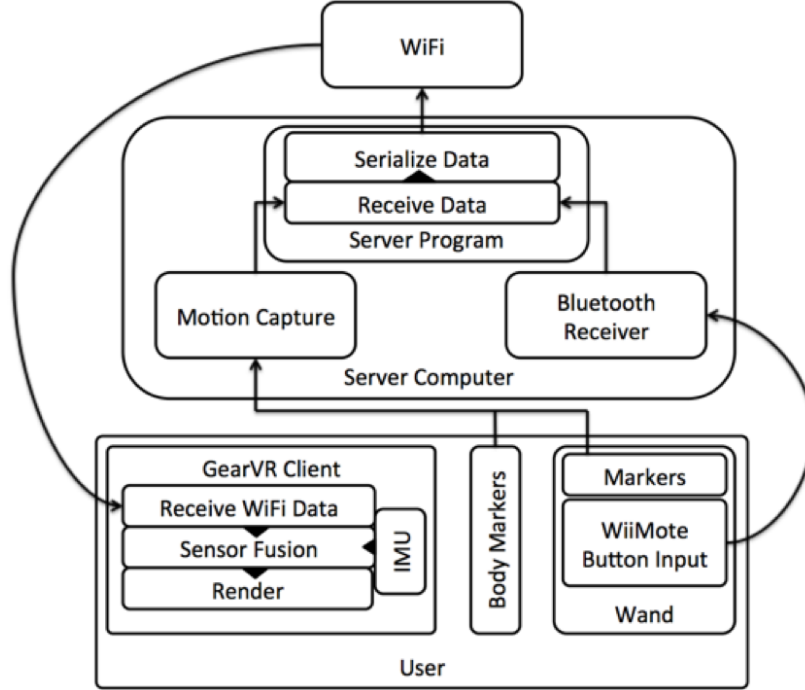 WiFi
Serialize Data
Receive Data
Server Program
Motion Capture
Bluetooth
Receiver
Server Computer
GearVR Client
Receive WiFi Data
Sensor Fusion
Render
IMU
Body Markers
Markers
WiiMote
Button Input
Wand
User